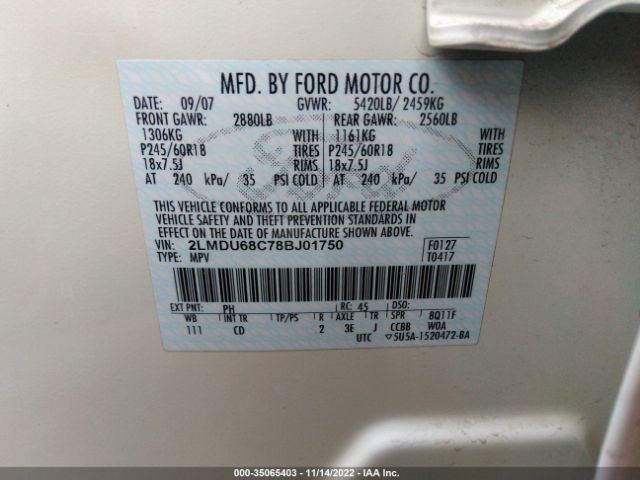 MFD. BY FORD MOTOR CO.
DATE: 09/07 GVWR: 5420LB/ 2459KG
FRONT GAWR: 2880LB REAR GAWR: 2560LB
1306KG WITH 1161KG WITH
P245/60R18 TIRES P245/60R18 TIRES
18x7.5J RIMS 18x7.5J RIMS
AT 240 kPa/ 35 PSI COLD AT 240 kPa/ 35 PSI COLD
THIS VEHICLE CONFORMS TO ALL APPLICABLE FEDERAL MOTOR
VEHICLE SAFETY AND THEFT PREVENTION STANDARDS IN
EFFECT ON THE DATE OF MANUFACTURE SHOWN ABOVE.
VIN: 2LMDU68C78BJ01750 F0127
TYPE: MPV T0417
EXT PNT: PH RC: 45 DSO:
WB INT TR TP/PS R AXLE TR SPR 8Q11F
111 CD 2 3E J CCBB WOA
UTC ▽5U5A-1520472-BA
000-35065403 - 11/14/2022 - IAA Inc.